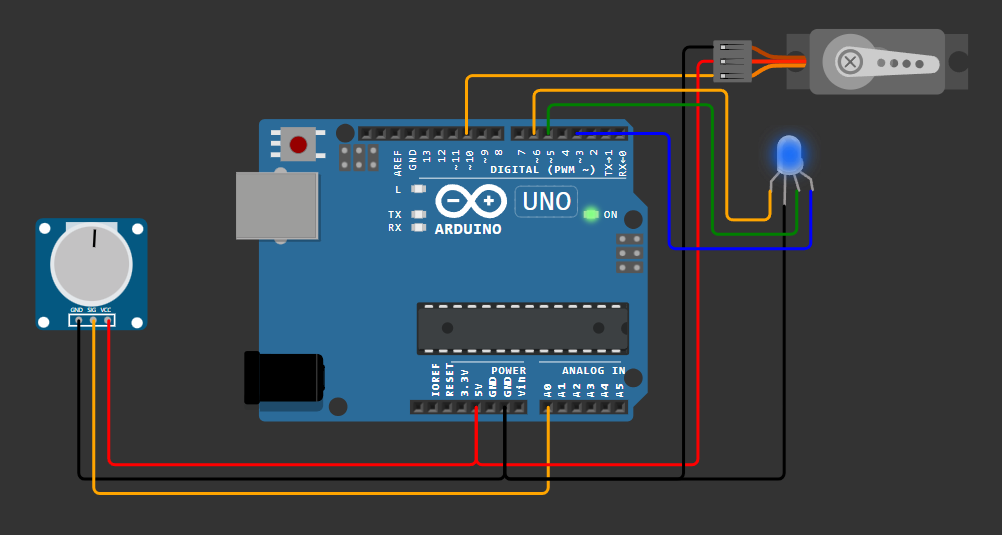 AREF
GND
13
12
~11
~10
~9
8
7
~6
~5
4
~3
2
TX→1
RX←0
DIGITAL (PWM ~)
L
UNO
TX
ON
RX
ARDUINO
GND SIG VCC
POWER
ANALOG IN
IOREF
RESET
3.3V
5V
GND
GND
Vin
A0
A1
A2
A3
A4
A5